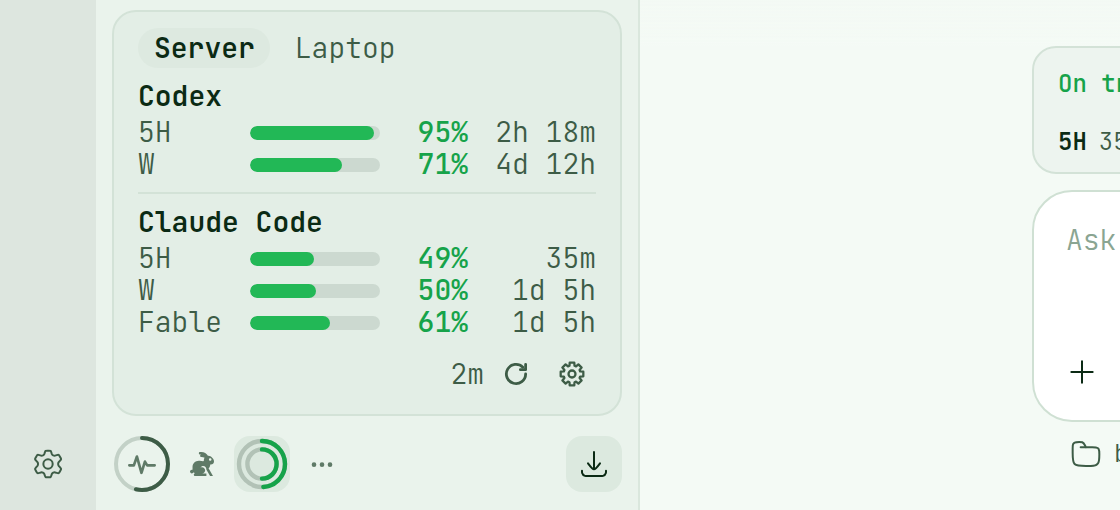 Server Laptop
Codex
5H 95% 2h 18m
W 71% 4d 12h
Claude Code
5H 49% 35m
W 50% 1d 5h
Fable 61% 1d 5h
2m
On
5H
Ask